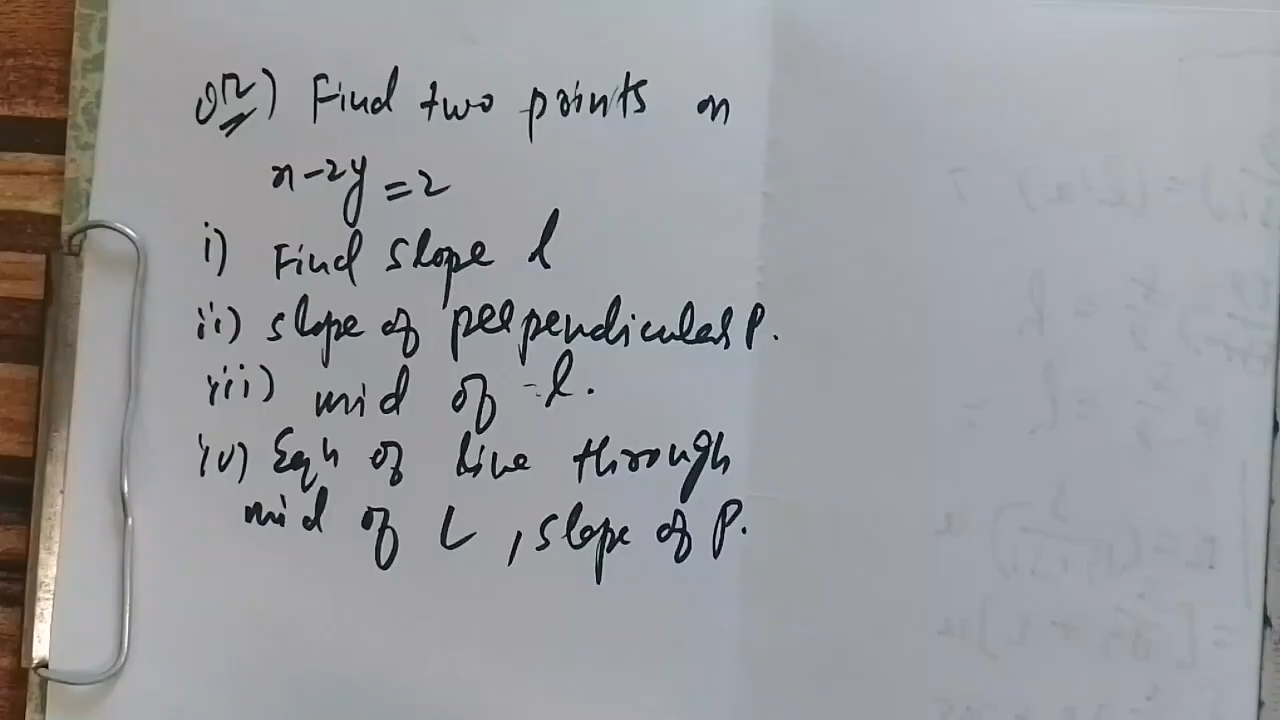 Find two points on
x-2y=2
i) Find slope l
ii) slope of perpendicular P.
iii) mid of l.
iv) Eqn of line through
mid of L, slope of P.